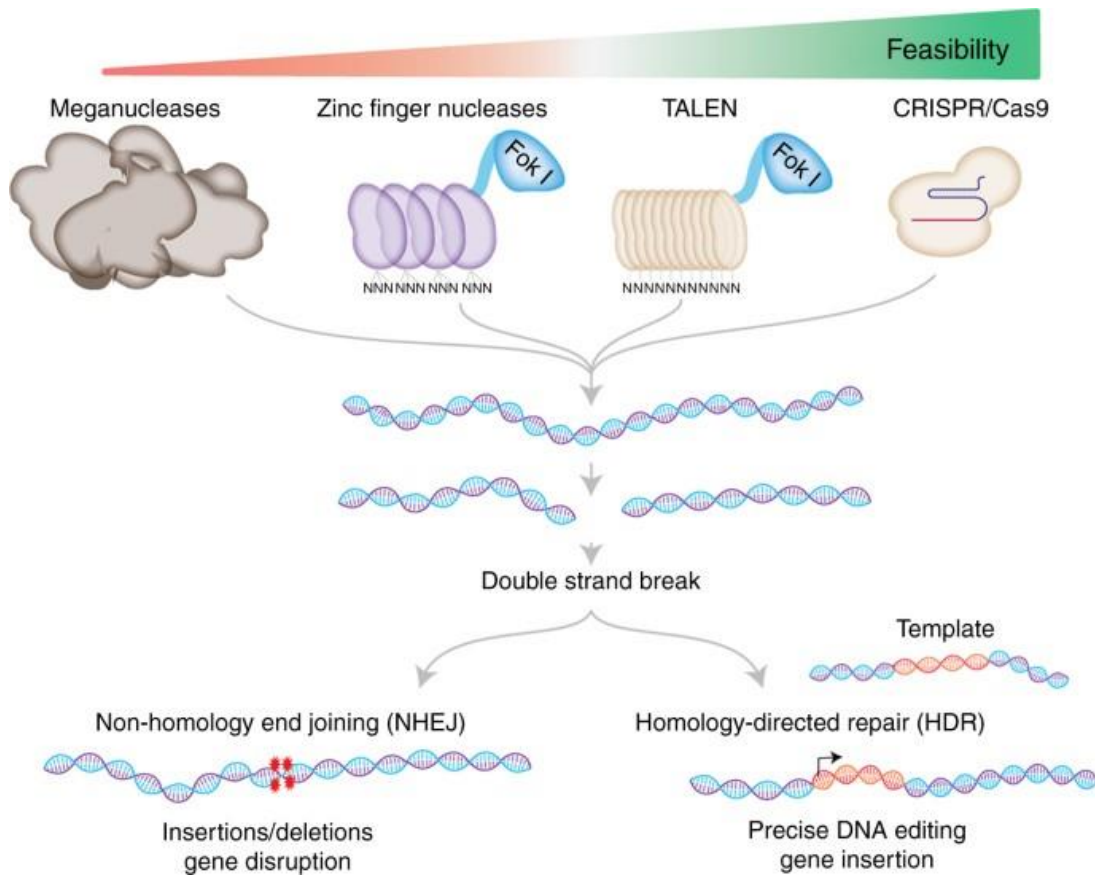 Feasibility
Meganucleases
Zinc finger nucleases
TALEN
CRISPR/Cas9
Fok I
Fok I
NNN NNN NNN NNN
NNNNNNNNNNNN
Double strand break
Template
Non-homology end joining (NHEJ)
Homology-directed repair (HDR)
Insertions/deletions
gene disruption
Precise DNA editing
gene insertion